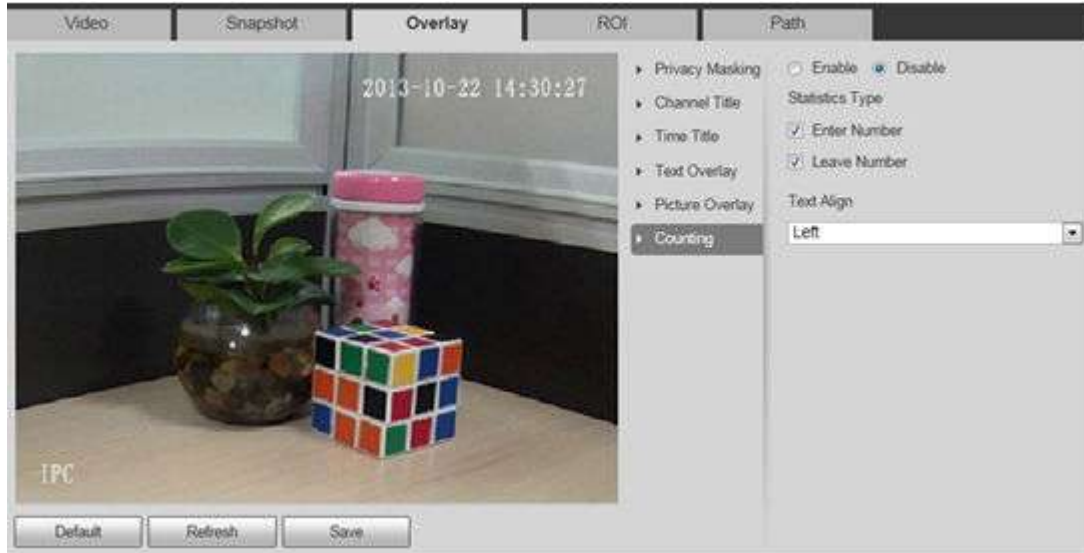 Video
Snapshot
Overlay
ROI
Path
2013-10-22 14:30:27
IPC
Privacy Masking
Channel Title
Time Title
Text Overlay
Picture Overlay
Counting
Enable Disable
Statistics Type
Enter Number
Leave Number
Text Align
Left
Default
Refresh
Save